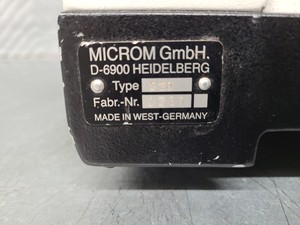 MICROM GmbH.
D-6900 HEIDELBERG
Type
Fabr.-Nr.
MADE IN WEST-GERMANY